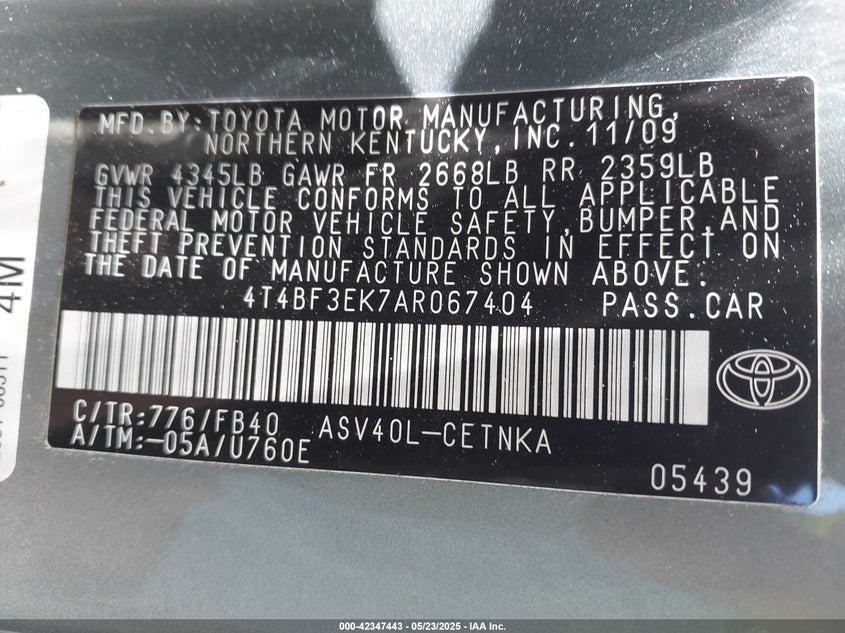 MFD. BY: TOYOTA MOTOR MANUFACTURING,
NORTHERN KENTUCKY, INC. 11/09
GVWR 4345LB GAWR FR 2668LB RR 2359LB
THIS VEHICLE CONFORMS TO ALL APPLICABLE
FEDERAL MOTOR VEHICLE SAFETY, BUMPER, AND
THEFT PREVENTION STANDARDS IN EFFECT ON
THE DATE OF MANUFACTURE SHOWN ABOVE.
4T4BF3EK7AR067404 PASS.CAR
C/TR:776/FB40 ASV40L-CETNKA
A/TM:-05A/U760E
05439
4M
000-42347443 — 05/23/2025 — IAA Inc.